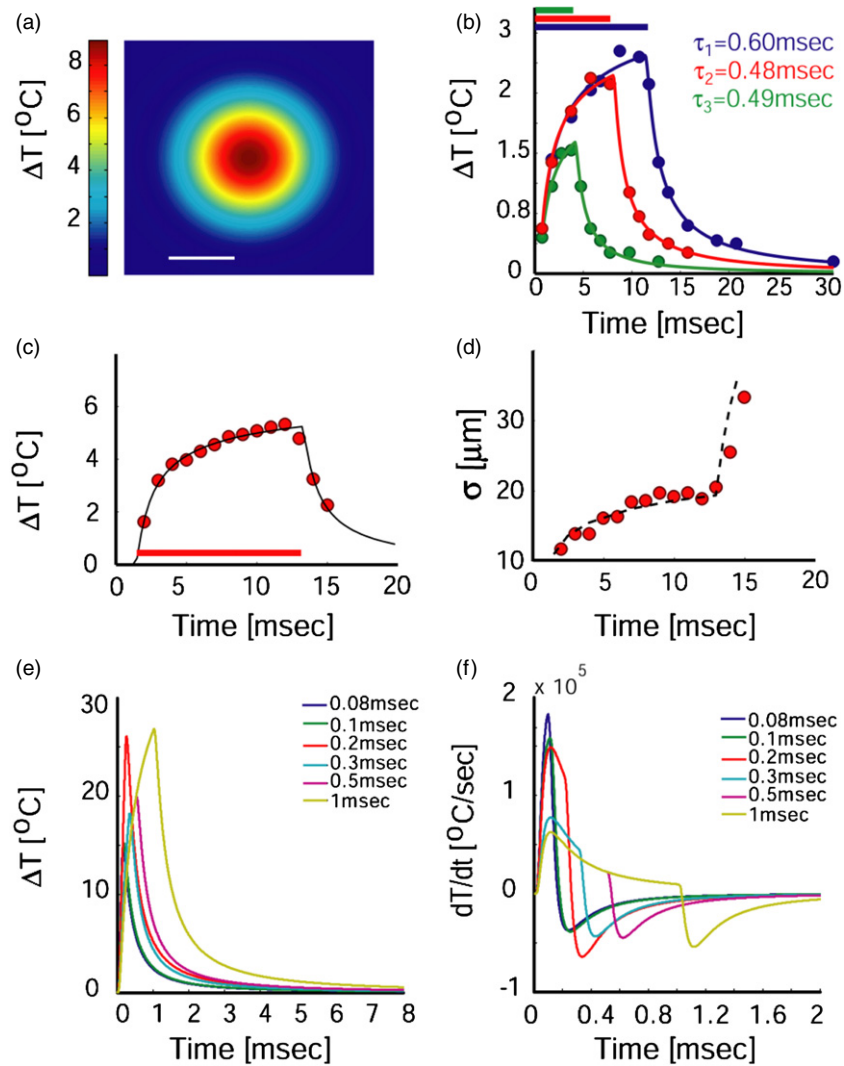 (a)
8
6
4
2
ΔT [°C]
(b)
3
2
1.5
0.8
0
ΔT [°C]
τ1=0.60msec
τ2=0.48msec
τ3=0.49msec
0 5 10 15 20 25 30
Time [msec]
(c)
6
4
2
0
ΔT [°C]
0 5 10 15 20
Time [msec]
(d)
30
20
10
σ [μm]
0 5 10 15 20
Time [msec]
(e)
30
20
10
0
ΔT [°C]
0.08msec
0.1msec
0.2msec
0.3msec
0.5msec
1msec
0 1 2 3 4 6 8
Time [msec]
(f)
x 10^5
2
1
0
-1
dT/dt [°C/sec]
0.08msec
0.1msec
0.2msec
0.3msec
0.5msec
1msec
0 0.4 0.8 1.2 1.6 2
Time [msec]